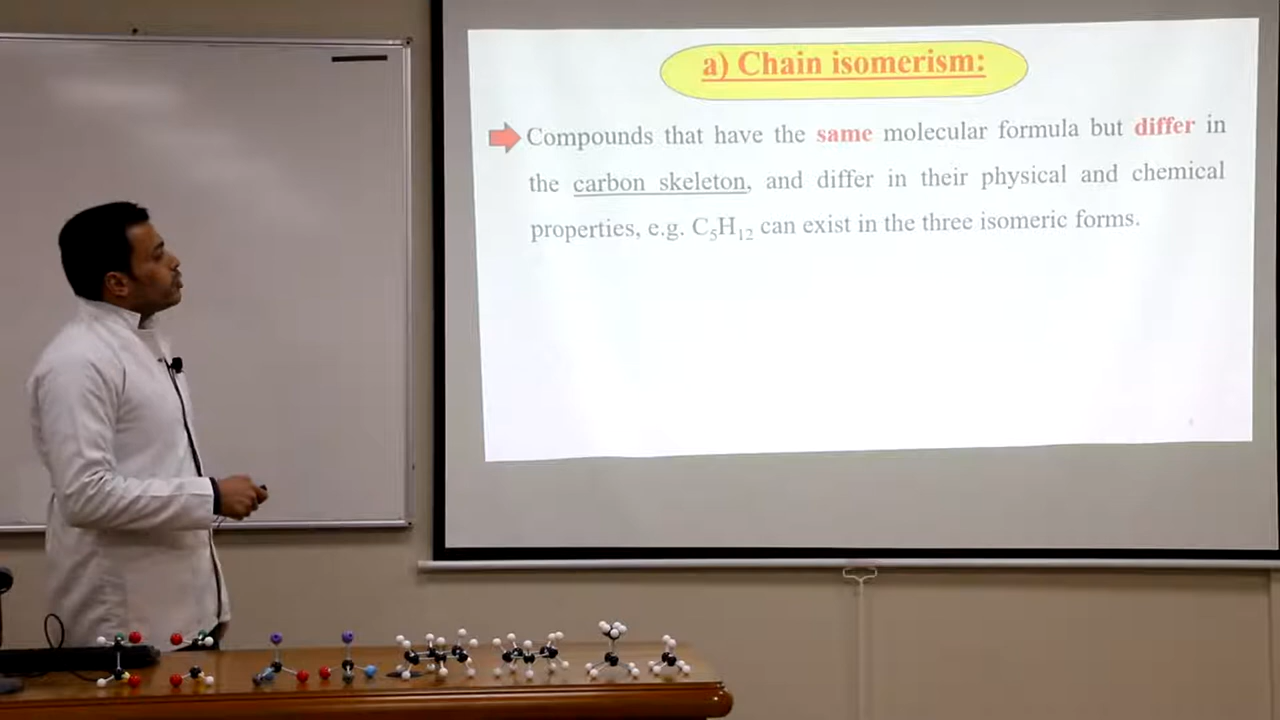 a) Chain isomerism:
Compounds that have the same molecular formula but differ in
the carbon skeleton, and differ in their physical and chemical
properties, e.g. C₅H₁₂ can exist in the three isomeric forms.